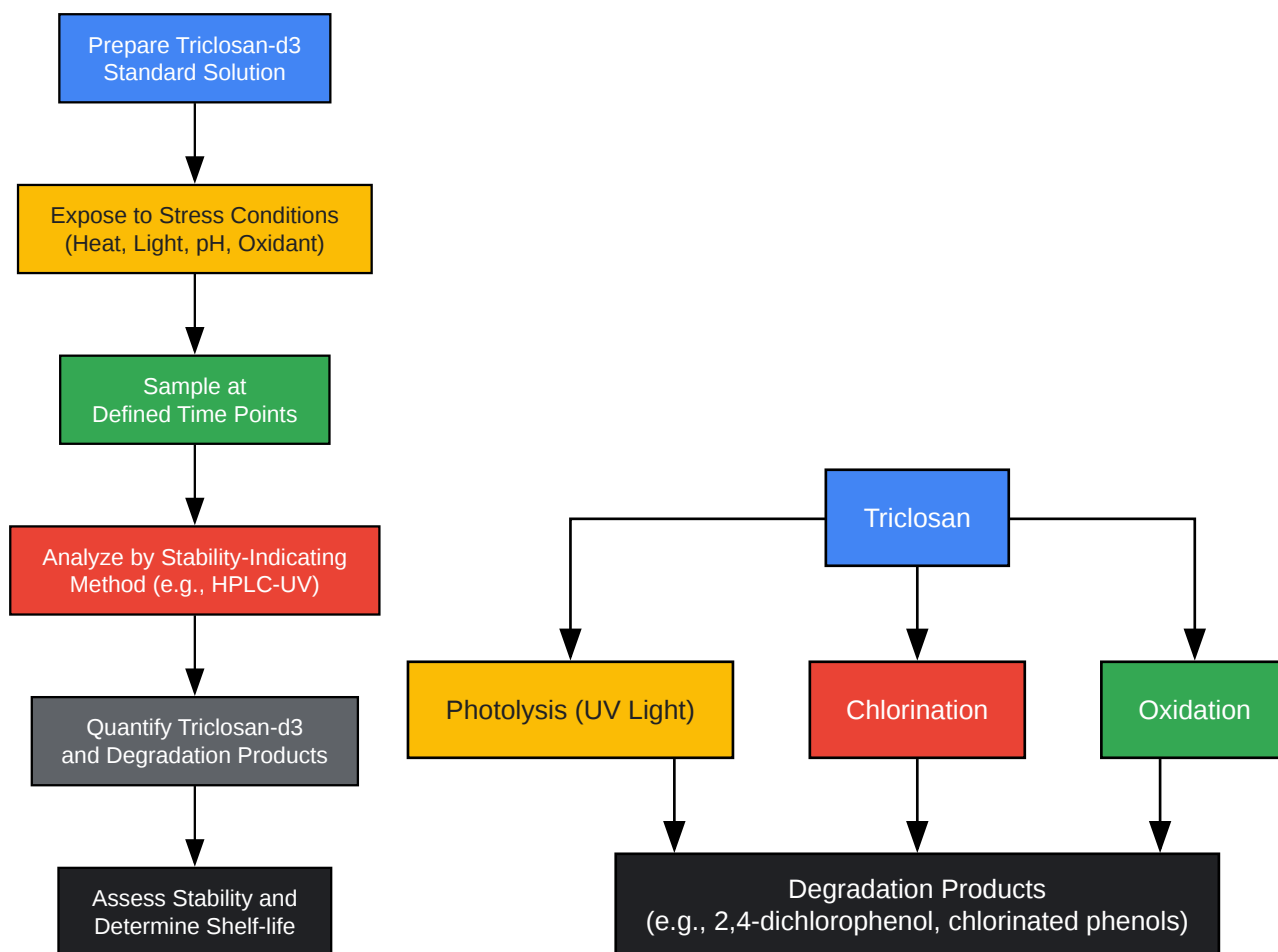 Prepare Triclosan-d3
Standard Solution
Expose to Stress Conditions
(Heat, Light, pH, Oxidant)
Sample at
Defined Time Points
Analyze by Stability-Indicating
Method (e.g., HPLC-UV)
Quantify Triclosan-d3
and Degradation Products
Assess Stability and
Determine Shelf-life
Triclosan
Photolysis (UV Light)
Chlorination
Oxidation
Degradation Products
(e.g., 2,4-dichlorophenol, chlorinated phenols)